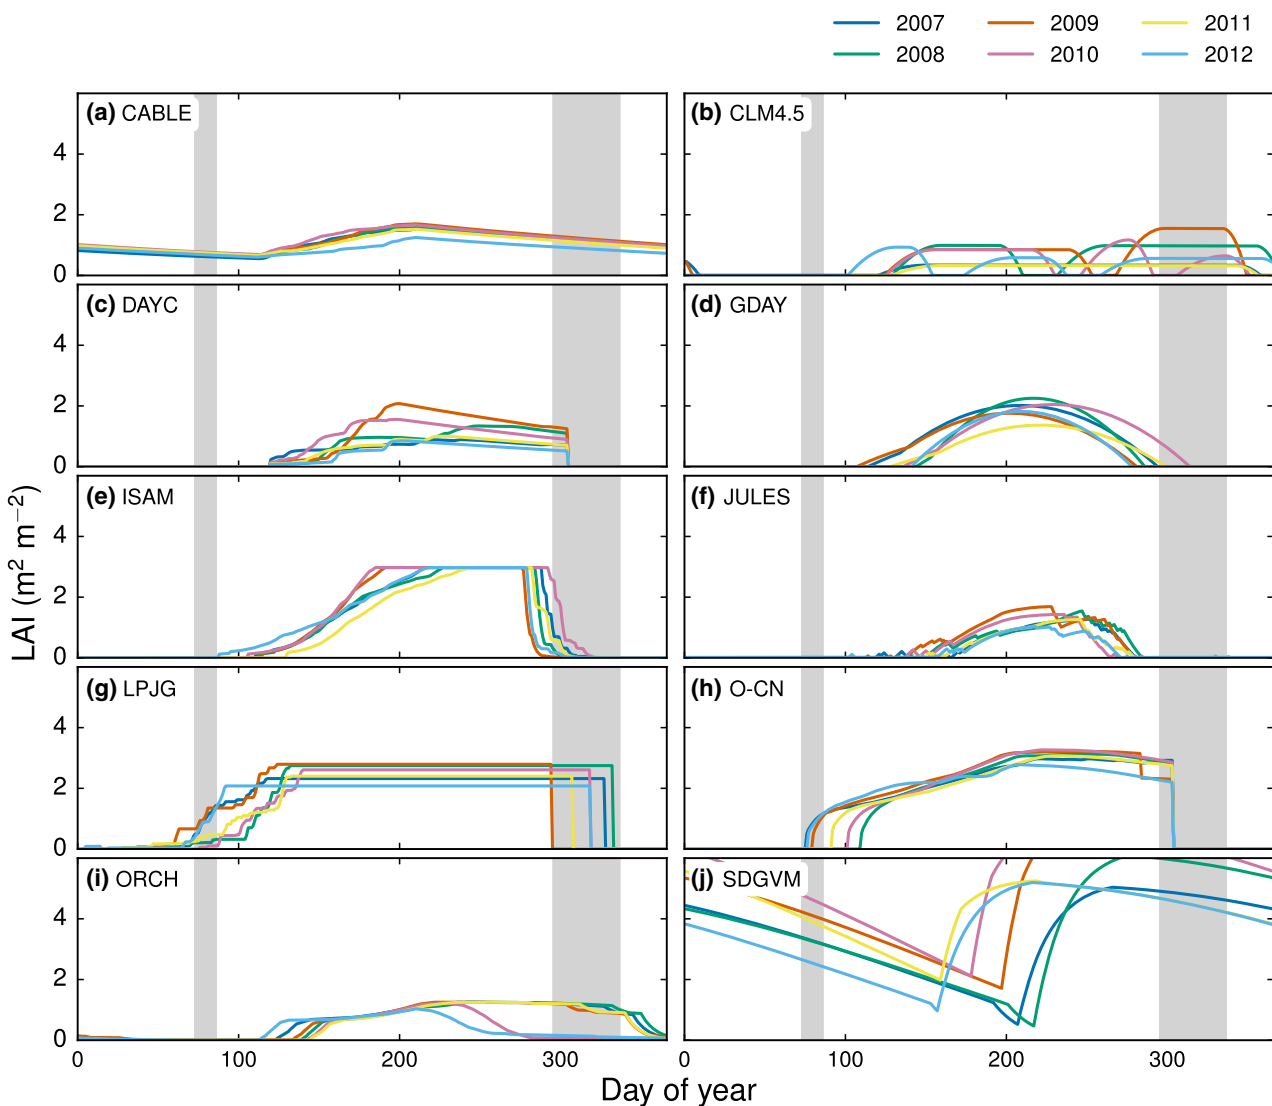 2007 2009 2011
2008 2010 2012
(a) CABLE (b) CLM4.5
4
2
0
(c) DAYC (d) GDAY
4
2
0
(e) ISAM (f) JULES
4
2
0
(g) LPJG (h) O-CN
4
2
0
(i) ORCH (j) SDGVM
4
2
0
0 100 200 300 0 100 200 300
LAI (m² m⁻²)
Day of year